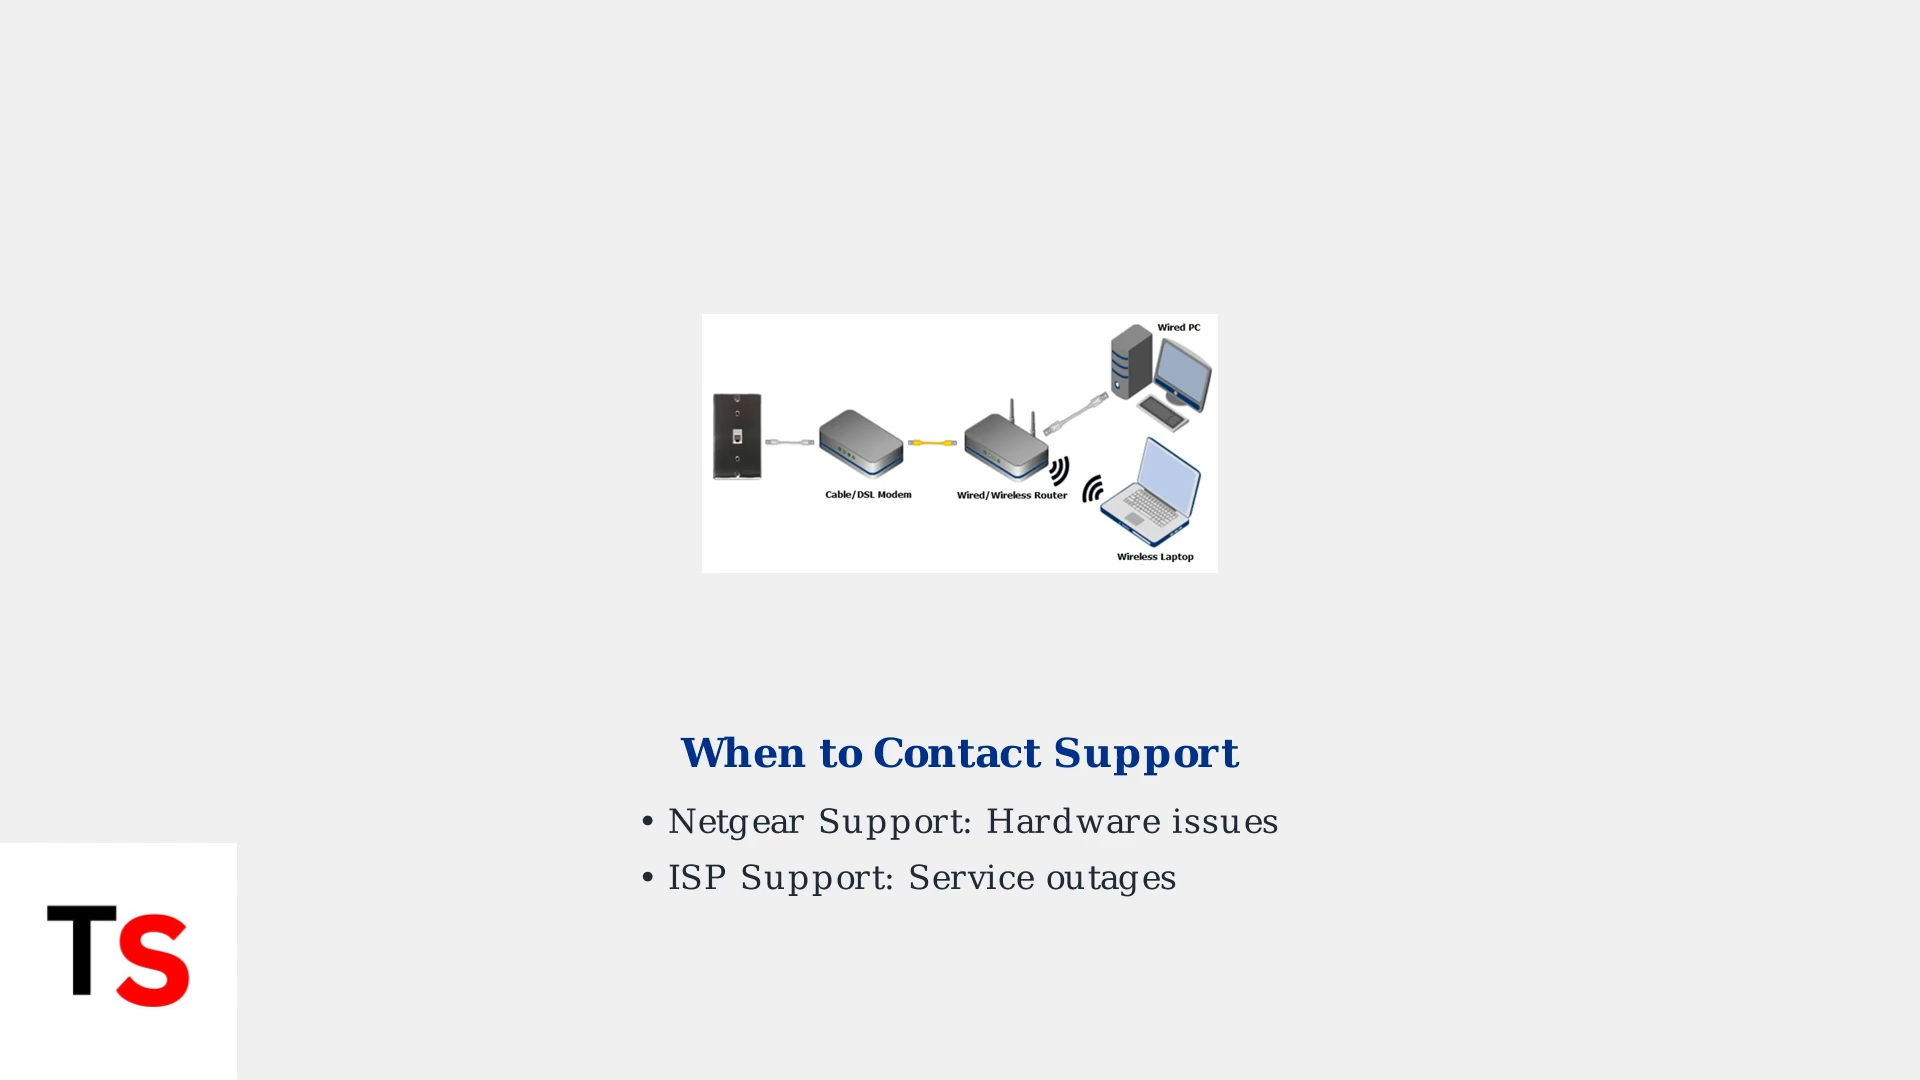 Wired PC
Cable/DSL Modem
Wired/Wireless Router
Wireless Laptop
When to Contact Support
• Netgear Support: Hardware issues
• ISP Support: Service outages
TS